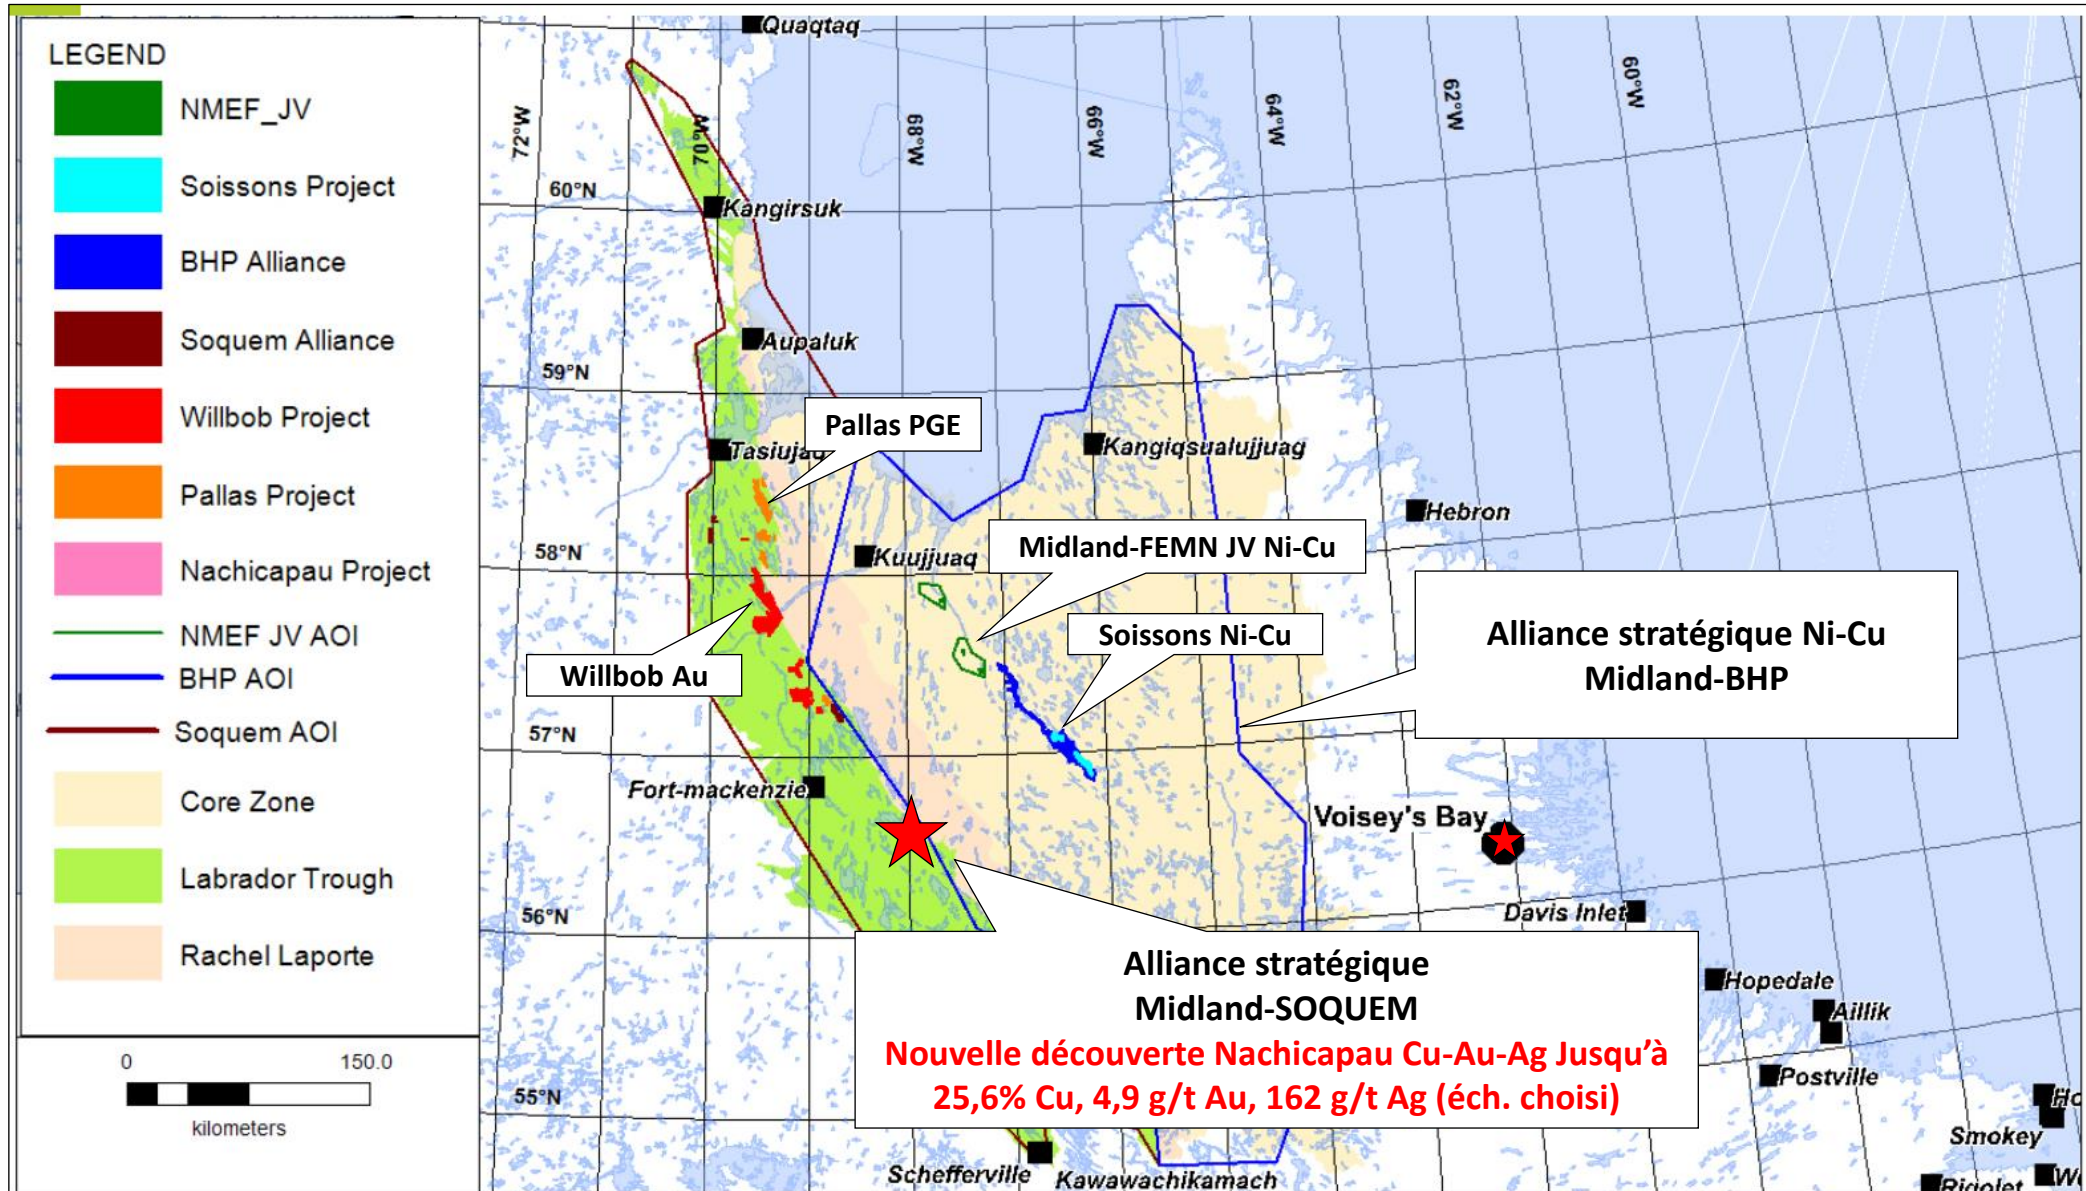 LEGEND
NMEF_JV
Soissons Project
BHP Alliance
Soquem Alliance
Willbob Project
Pallas Project
Nachicapau Project
NMEF JV AOI
BHP AOI
Soquem AOI
Core Zone
Labrador Trough
Rachel Laporte
0 150.0
kilometers
Quaqtaq
72°W
70°W
68°W
66°W
64°W
62°W
60°W
60°N
Kangirsuk
Aupaluk
59°N
Pallas PGE
Tasiujaq
Kangiqsualujjuaq
Hebron
58°N
Kuujjuaq
Midland-FEMN JV Ni-Cu
Soissons Ni-Cu
Alliance stratégique Ni-Cu
Midland-BHP
Willbob Au
57°N
Fort-mackenzie
Voisey's Bay
56°N
Davis Inlet
Alliance stratégique
Midland-SOQUEM
Nouvelle découverte Nachicapau Cu-Au-Ag Jusqu'à
25,6% Cu, 4,9 g/t Au, 162 g/t Ag (éch. choisi)
Hopedale
Aillik
Postville
55°N
Smokey
Schefferville
Kawawachikamach
Rigolet